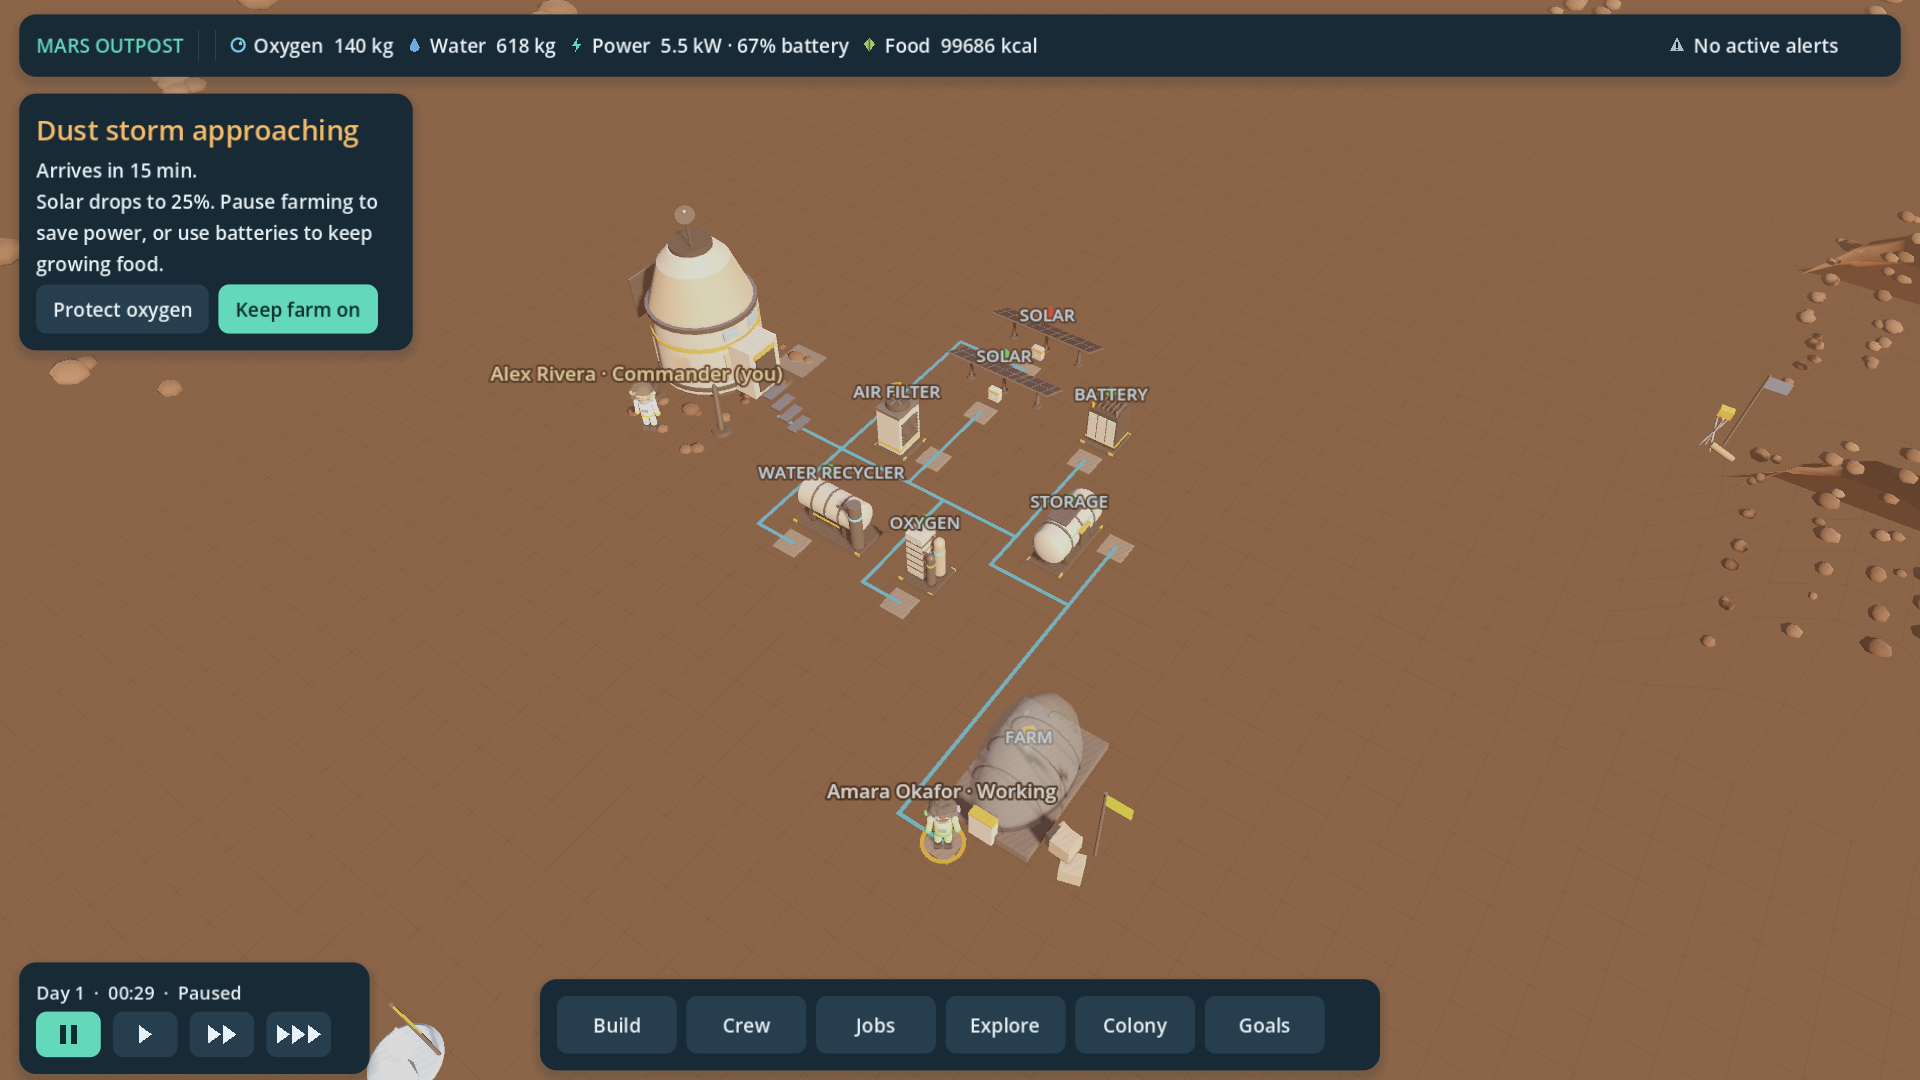 MARS OUTPOST
Oxygen 140 kg
Water 618 kg
Power 5.5 kW · 67% battery
Food 99686 kcal
No active alerts
Dust storm approaching
Arrives in 15 min.
Solar drops to 25%. Pause farming to
save power, or use batteries to keep
growing food.
Protect oxygen
Keep farm on
SOLAR
SOLAR
Alex Rivera · Commander (you)
AIR FILTER
BATTERY
WATER RECYCLER
STORAGE
OXYGEN
FARM
Amara Okafor · Working
Day 1 · 00:29 · Paused
Build
Crew
Jobs
Explore
Colony
Goals